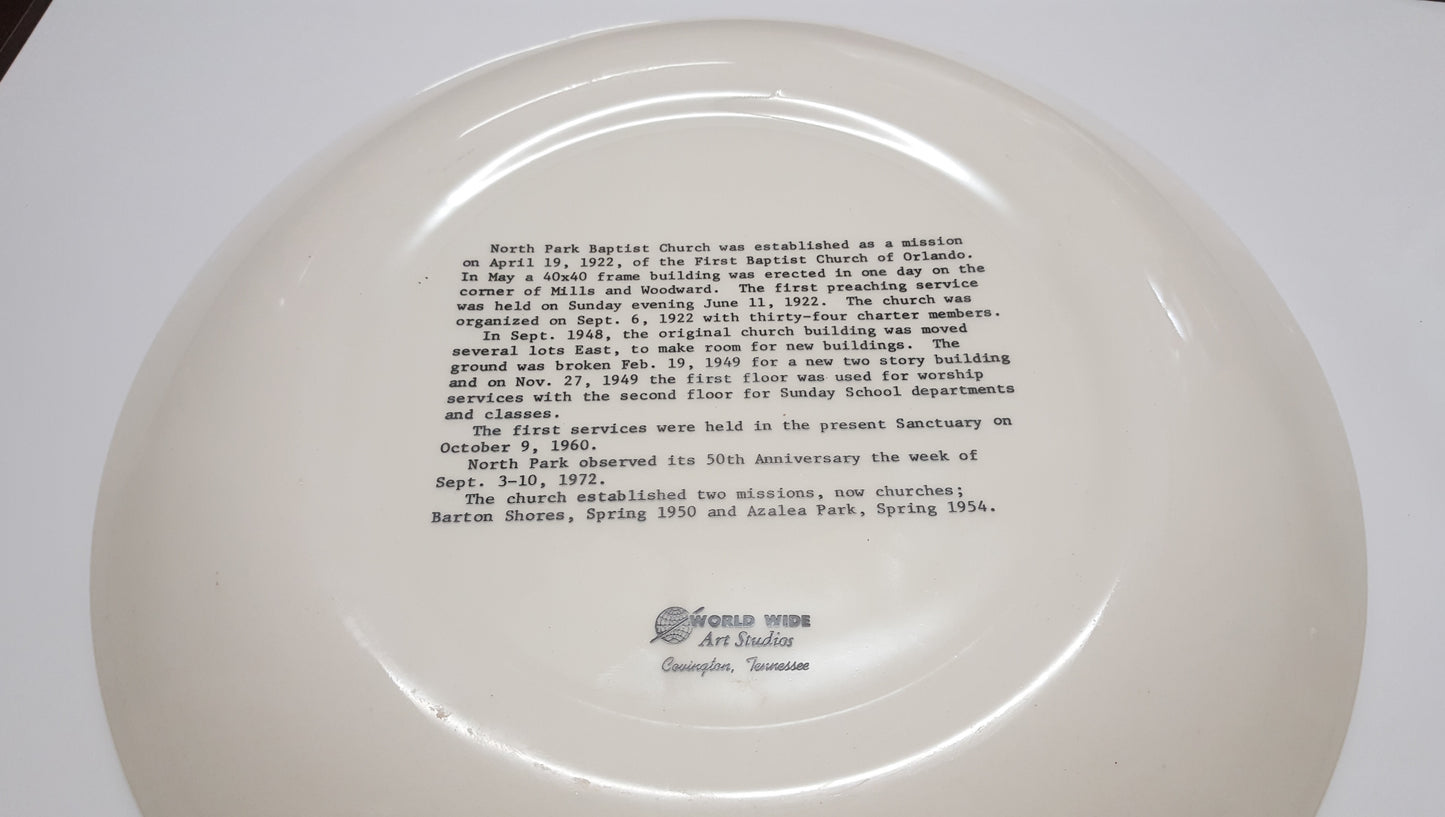 North Park Baptist Church was established as a mission
on April 19, 1922, of the First Baptist Church of Orlando.
In May a 40x40 frame building was erected in one day on the
corner of Mills and Woodward. The first preaching service
was held on Sunday evening June 11, 1922. The church was
organized on Sept. 6, 1922 with thirty-four charter members.
In Sept. 1948, the original church building was moved
several lots East, to make room for new buildings. The
ground was broken Feb. 19, 1949 for a new two story building
and on Nov. 27, 1949 the first floor was used for worship
services with the second floor for Sunday School departments
and classes.
The first services were held in the present Sanctuary on
October 9, 1960.
North Park observed its 50th Anniversary the week of
Sept. 3-10, 1972.
The church established two missions, now churches;
Barton Shores, Spring 1950 and Azalea Park, Spring 1954.
WORLD WIDE
Art Studios
Covington, Tennessee